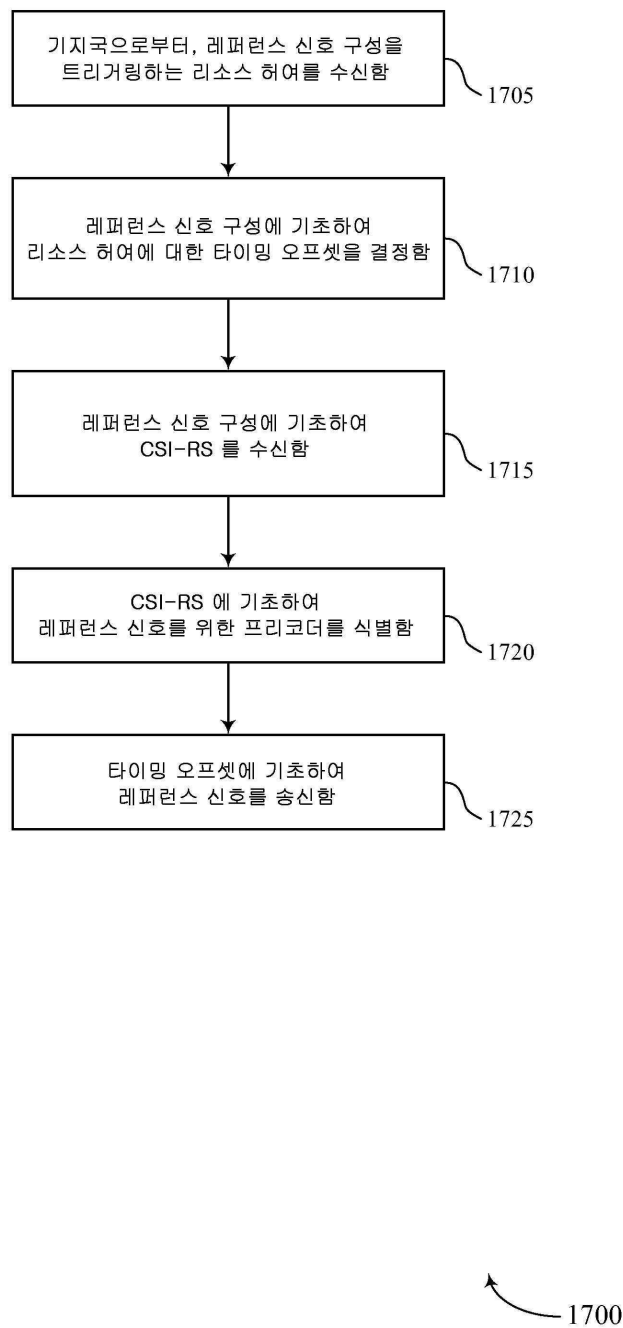 기지국으로부터, 레퍼런스 신호 구성을
트리거링하는 리소스 허여를 수신함
1705
레퍼런스 신호 구성에 기초하여
리소스 허여에 대한 타이밍 오프셋을 결정함
1710
레퍼런스 신호 구성에 기초하여
CSI-RS 를 수신함
1715
CSI-RS 에 기초하여
레퍼런스 신호를 위한 프리코더를 식별함
1720
타이밍 오프셋에 기초하여
레퍼런스 신호를 송신함
1725
1700